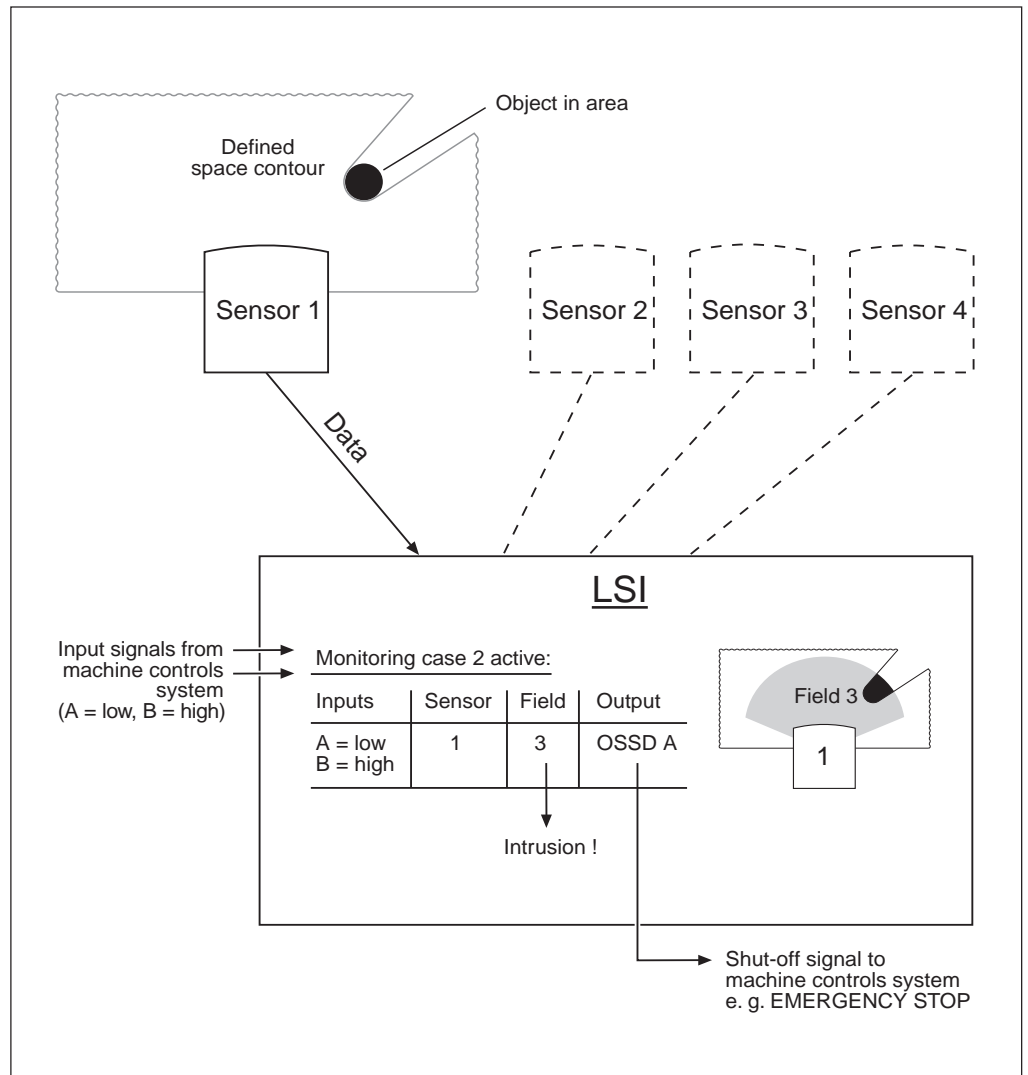 Object in area
Defined
space contour
Sensor 1
Sensor 2
Sensor 3
Sensor 4
Data
LSI
Input signals from
machine controls
system
(A = low, B = high)
Monitoring case 2 active:
Inputs Sensor Field Output
A = low 1 3 OSSD A
B = high
Intrusion !
Field 3
1
Shut-off signal to
machine controls system
e. g. EMERGENCY STOP